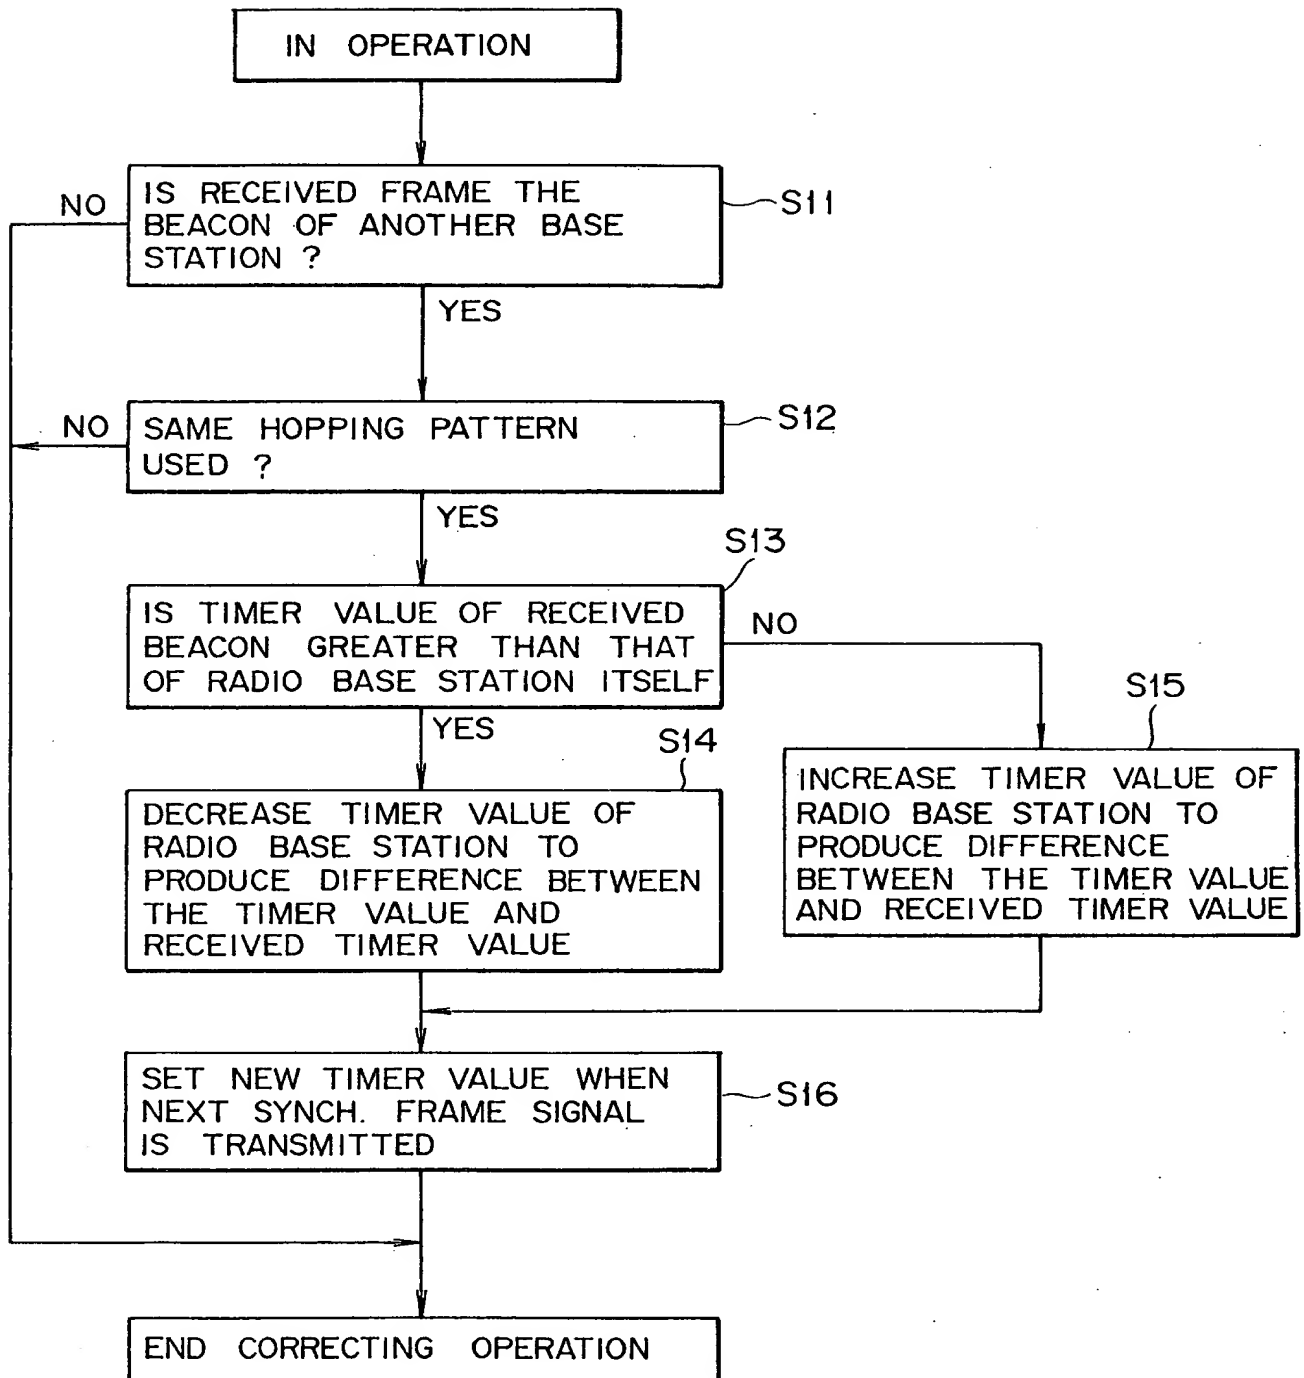 IN OPERATION
IS RECEIVED FRAME THE
BEACON OF ANOTHER BASE
STATION ?
S11
NO
YES
SAME HOPPING PATTERN
USED ?
S12
NO
YES
S13
IS TIMER VALUE OF RECEIVED
BEACON GREATER THAN THAT
OF RADIO BASE STATION ITSELF
NO
YES
S14
DECREASE TIMER VALUE OF
RADIO BASE STATION TO
PRODUCE DIFFERENCE BETWEEN
THE TIMER VALUE AND
RECEIVED TIMER VALUE
S15
INCREASE TIMER VALUE OF
RADIO BASE STATION TO
PRODUCE DIFFERENCE
BETWEEN THE TIMER VALUE
AND RECEIVED TIMER VALUE
SET NEW TIMER VALUE WHEN
NEXT SYNCH. FRAME SIGNAL
IS TRANSMITTED
S16
END CORRECTING OPERATION